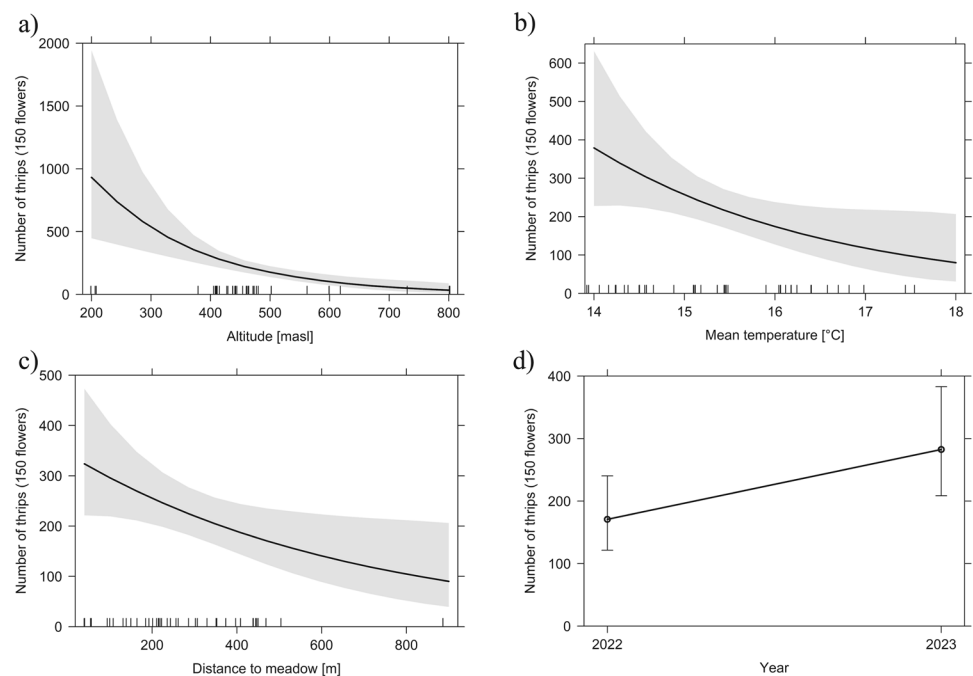 a)
Number of thrips (150 flowers)
2000
1500
1000
500
0
200 300 400 500 600 700 800
Altitude [masl]
b)
Number of thrips (150 flowers)
600
500
400
300
200
100
0
14 15 16 17 18
Mean temperature [°C]
c)
Number of thrips (150 flowers)
500
400
300
200
100
0
200 400 600 800
Distance to meadow [m]
d)
Number of thrips (150 flowers)
400
300
200
100
0
2022 2023
Year